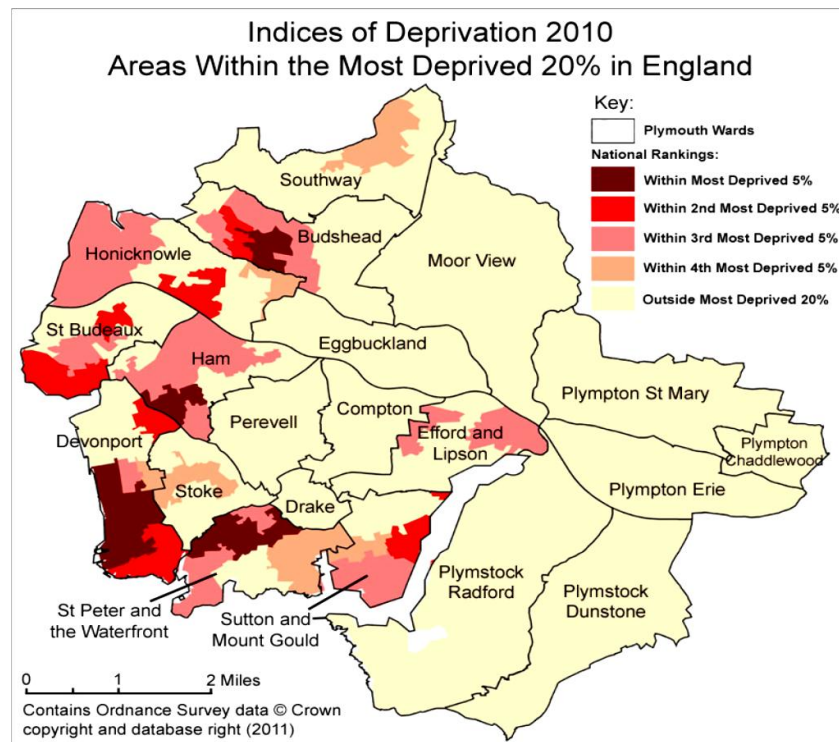 Indices of Deprivation 2010
Areas Within the Most Deprived 20% in England
Key:
Plymouth Wards
National Rankings:
Within Most Deprived 5%
Within 2nd Most Deprived 5%
Within 3rd Most Deprived 5%
Within 4th Most Deprived 5%
Outside Most Deprived 20%
Southway
Budshead
Honicknowle
Moor View
St Budeaux
Eggbuckland
Ham
Plympton St Mary
Compton
Perevell
Efford and
Lipson
Devonport
Plympton
Chaddlewood
Stoke
Drake
Plympton Erie
Plymstock
Radford
Plymstock
Dunstone
St Peter and
the Waterfront
Sutton and
Mount Gould
0 1 2 Miles
Contains Ordnance Survey data © Crown
copyright and database right (2011)